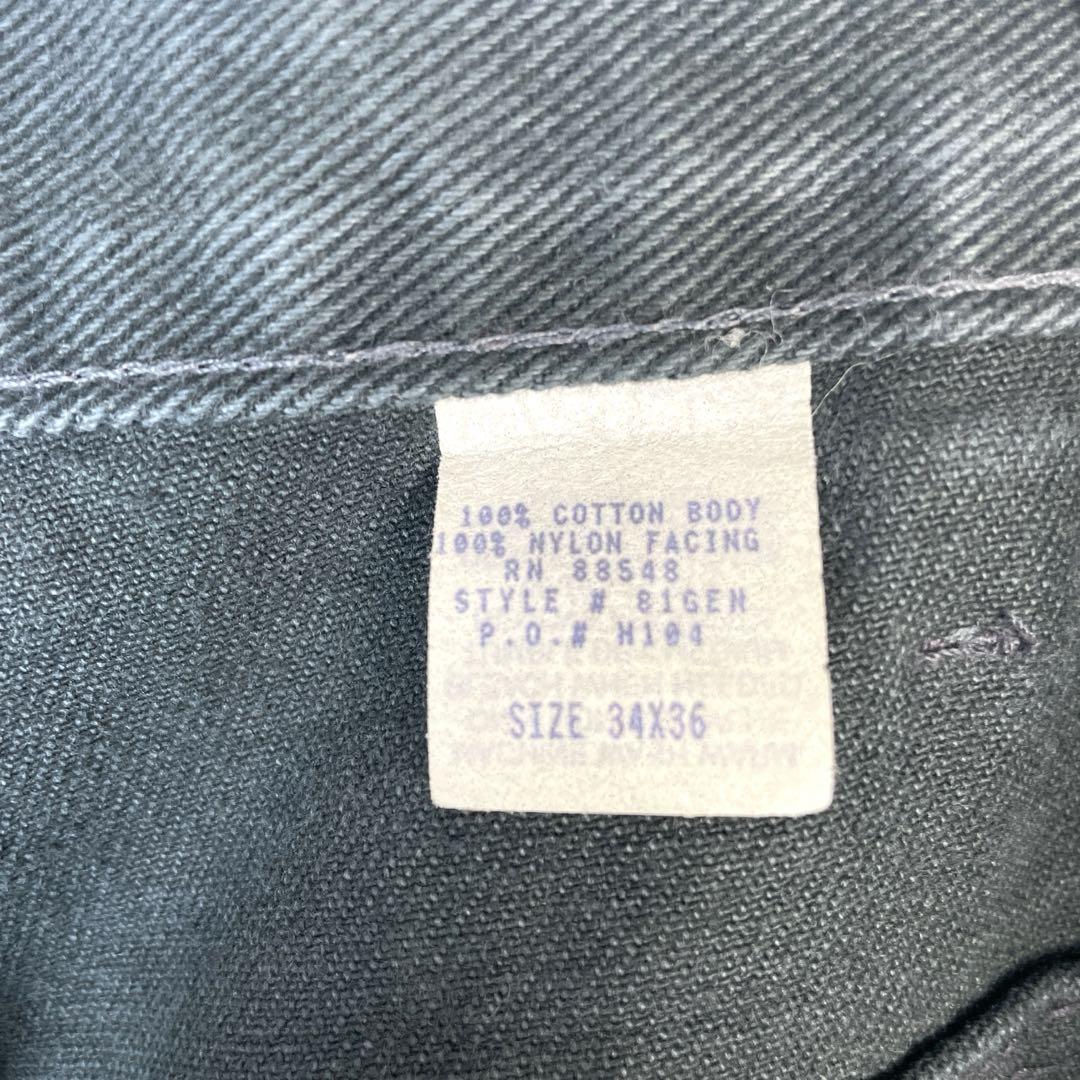 100% COTTON BODY
100% NYLON FACING
RN 88548
STYLE # 81GEN
P.O.# H104
SIZE 34X36